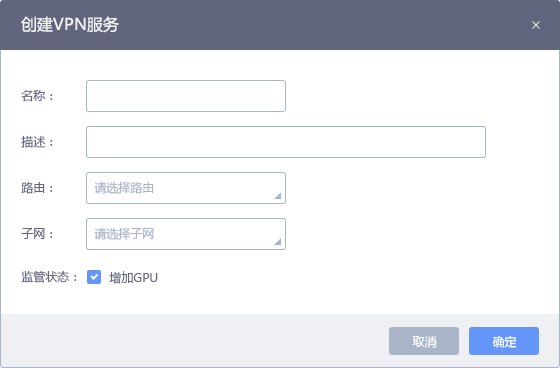 创建VPN服务
名称：
描述：
路由： 请选择路由
子网： 请选择子网
监管状态： 增加GPU
取消 确定